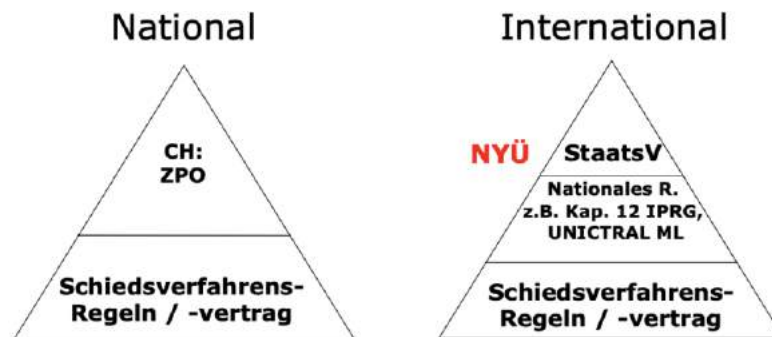 National
CH:
ZPO
Schiedsverfahrens-
Regeln / -vertrag
International
NYÜ
StaatsV
Nationales R.
z.B. Kap. 12 IPRG,
UNICTRAL ML
Schiedsverfahrens-
Regeln / -vertrag